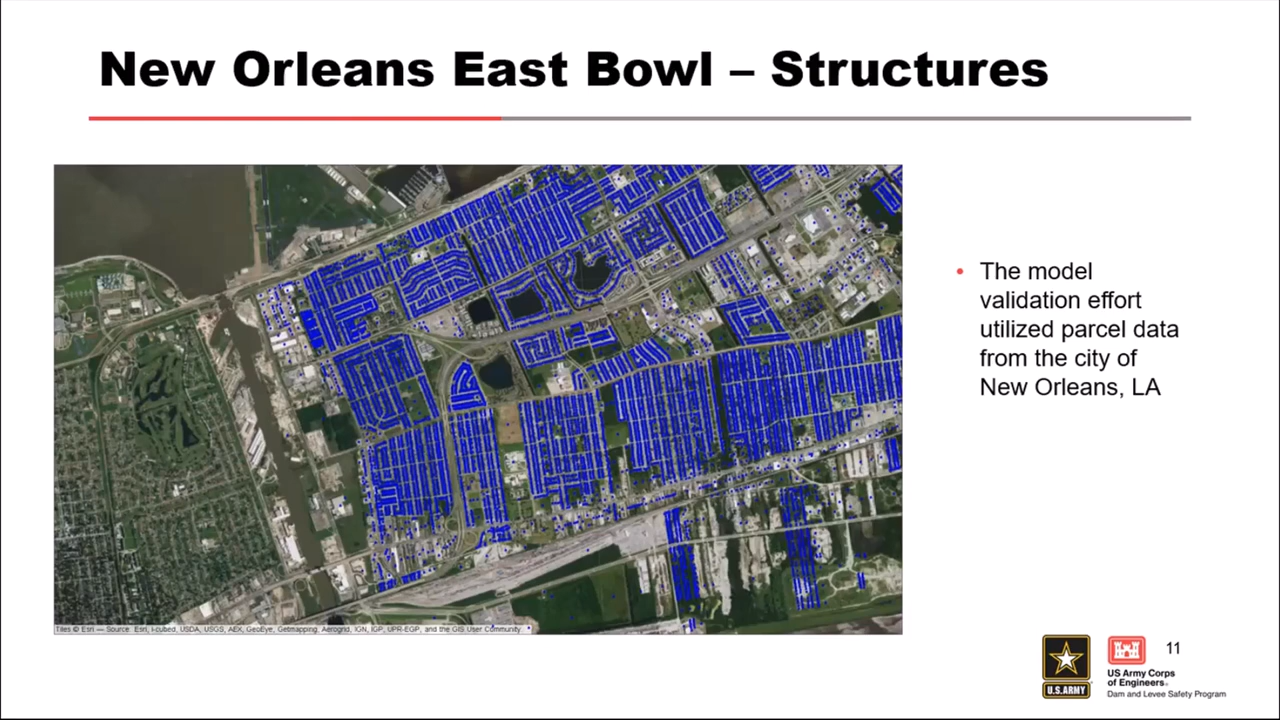 New Orleans East Bowl – Structures
• The model
validation effort
utilized parcel data
from the city of
New Orleans, LA
Tiles © Esri — Source: Esri, i-cubed, USDA, USGS, AEX, GeoEye, Getmapping, Aerogrid, IGN, IGP, UPR-EGP, and the GIS User Community
11
U.S.ARMY
US Army Corps
of Engineers®
Dam and Levee Safety Program